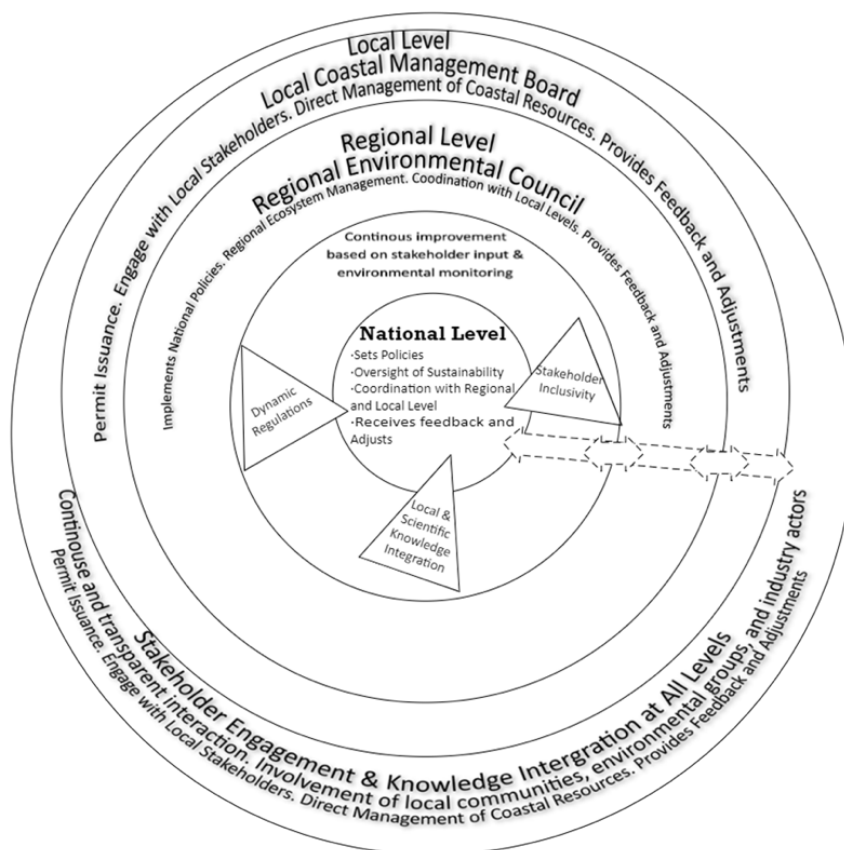 Local Level
Local Coastal Management Board
Permit Issuance. Engage with Local Stakeholders. Direct Management of Coastal Resources. Provides Feedback and Adjustments
Regional Level
Regional Environmental Council
Implements National Policies. Regional Ecosystem Management. Coodination with Local Levels. Provides Feedback and Adjustments
Continous improvement
based on stakeholder input &
environmental monitoring
National Level
-Sets Policies
-Oversight of Sustainability
-Coordination with Regional
and Local Level
-Receives feedback and
Adjusts
Dynamic
Regulations
Stakeholder
Inclusivity
Local &
Scientific
Knowledge
Integration
Stakeholder Engagement & Knowledge Intergration at All Levels
Continouse and transparent interaction. Involvement of local communities, environmental groups, and industry actors
Permit Issuance. Engage with Local Stakeholders. Direct Management of Coastal Resources. Provides Feedback and Adjustments